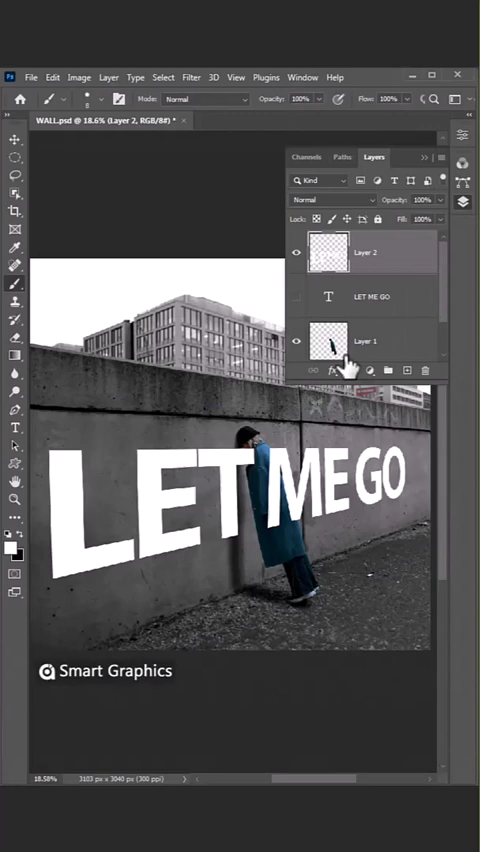 Ps File Edit Image Layer Type Select Filter 3D View Plugins Window Help
8 Mode: Normal Opacity: 100% Flow: 100%
WALL.psd @ 18.6% (Layer 2, RGB/8#) * ×
Channels Paths Layers
Kind
Normal Opacity: 100%
Lock: Fill: 100%
Layer 2
T LET ME GO
Layer 1
fx
LET ME GO
Smart Graphics
18.58% 3103 px x 3040 px (300 ppi)